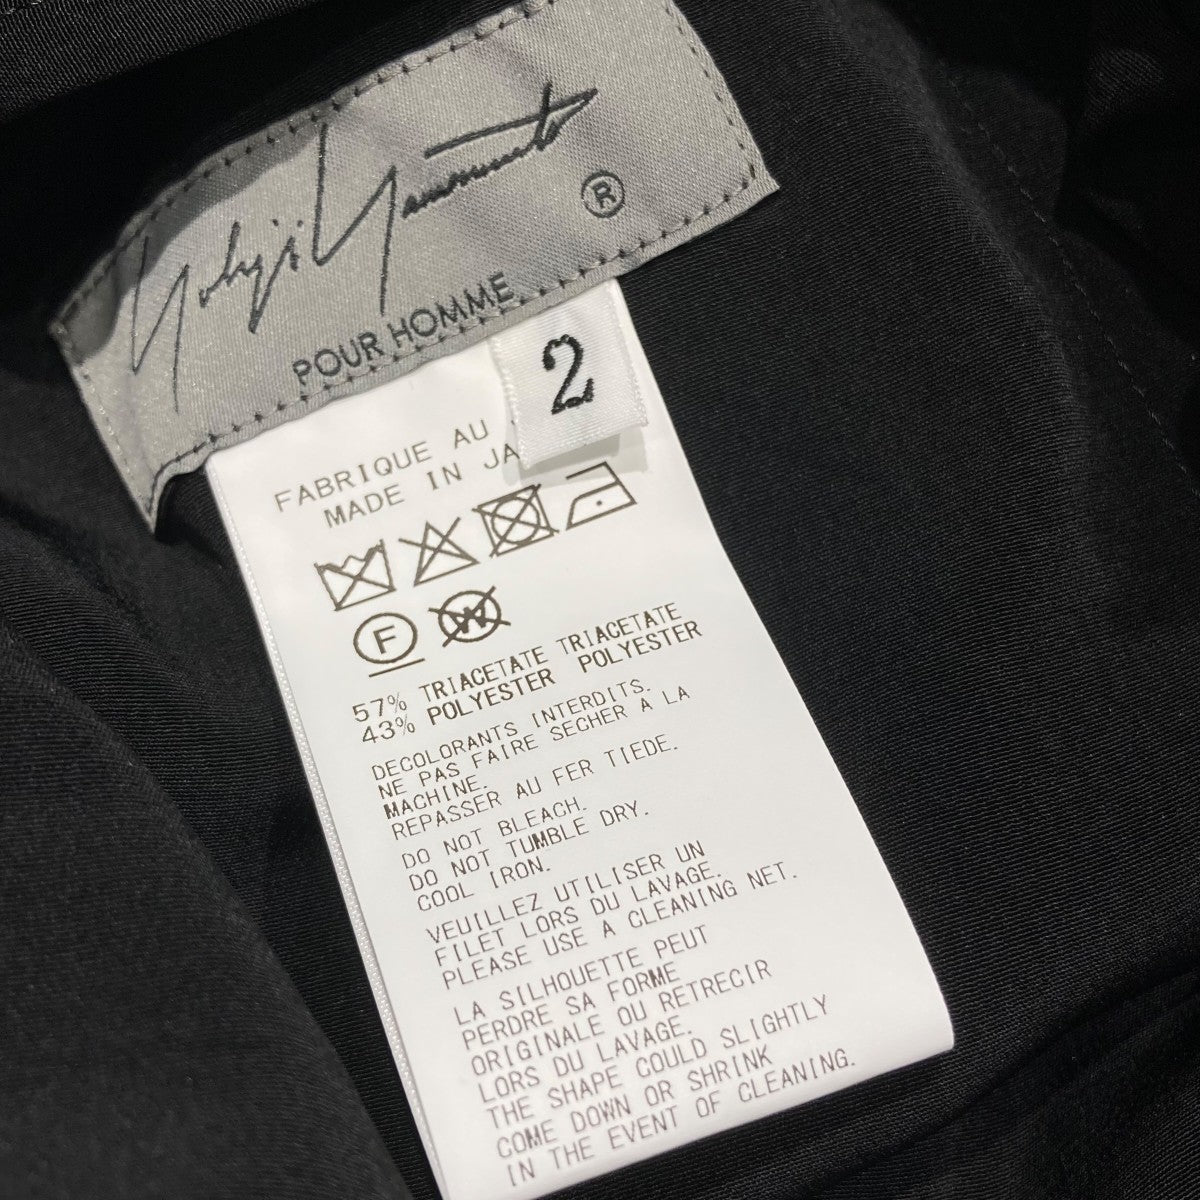 Yohji Yamamoto ®
POUR HOMME
2
FABRIQUE AU
MADE IN JA
F
W
57% TRIACETATE TRIACETATE
43% POLYESTER POLYESTER
DECOLORANTS INTERDITS.
NE PAS FAIRE SECHER A LA
MACHINE.
REPASSER AU FER TIEDE.
DO NOT BLEACH.
DO NOT TUMBLE DRY.
COOL IRON.
VEUILLEZ UTILISER UN
FILET LORS DU LAVAGE.
PLEASE USE A CLEANING NET.
LA SILHOUETTE PEUT
PERDRE SA FORME
ORIGINALE OU RETRECIR
LORS DU LAVAGE.
THE SHAPE COULD SLIGHTLY
COME DOWN OR SHRINK
IN THE EVENT OF CLEANING.